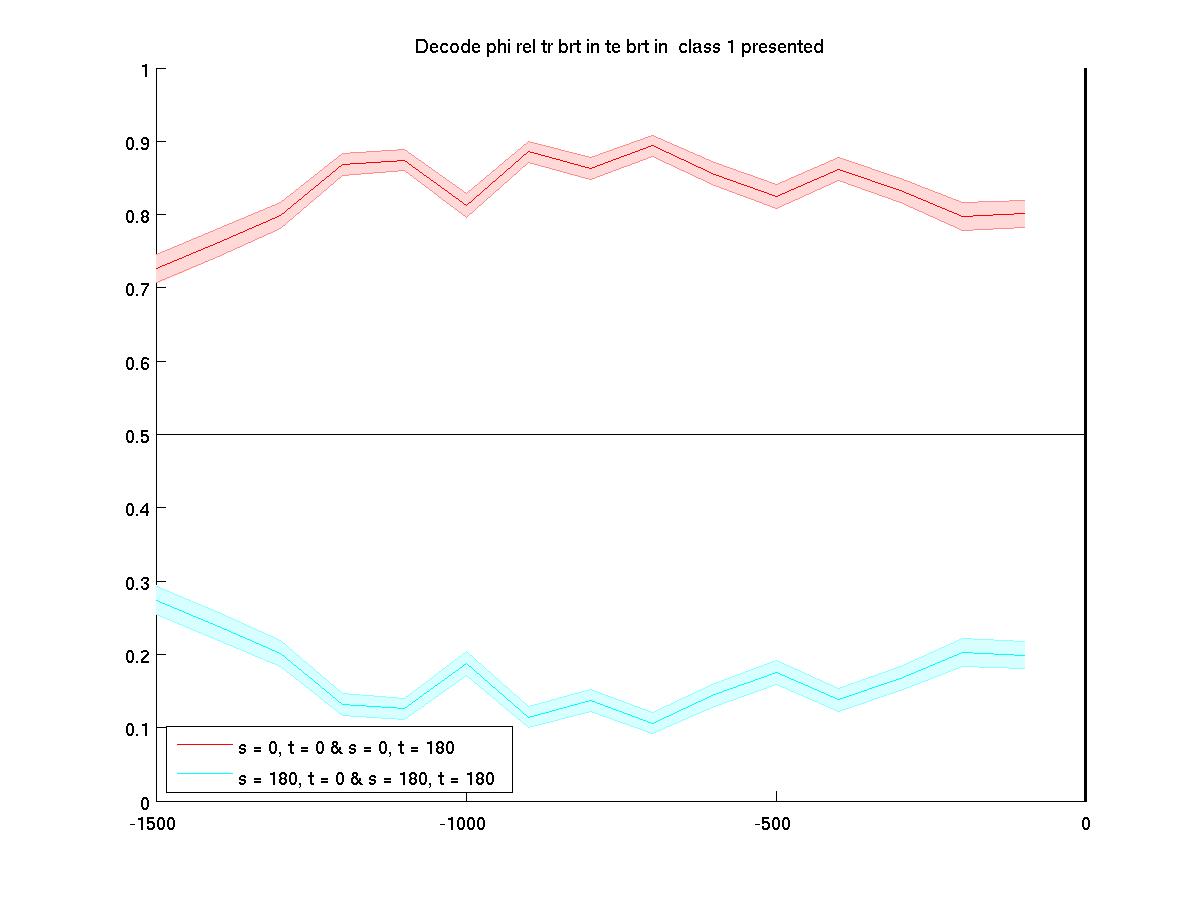 Decode phi rel tr brt in te brt in  class 1 presented
1
0.9
0.8
0.7
0.6
0.5
0.4
0.3
0.2
0.1
0
s = 0, t = 0 & s = 0, t = 180
s = 180, t = 0 & s = 180, t = 180
-1500 -1000 -500 0